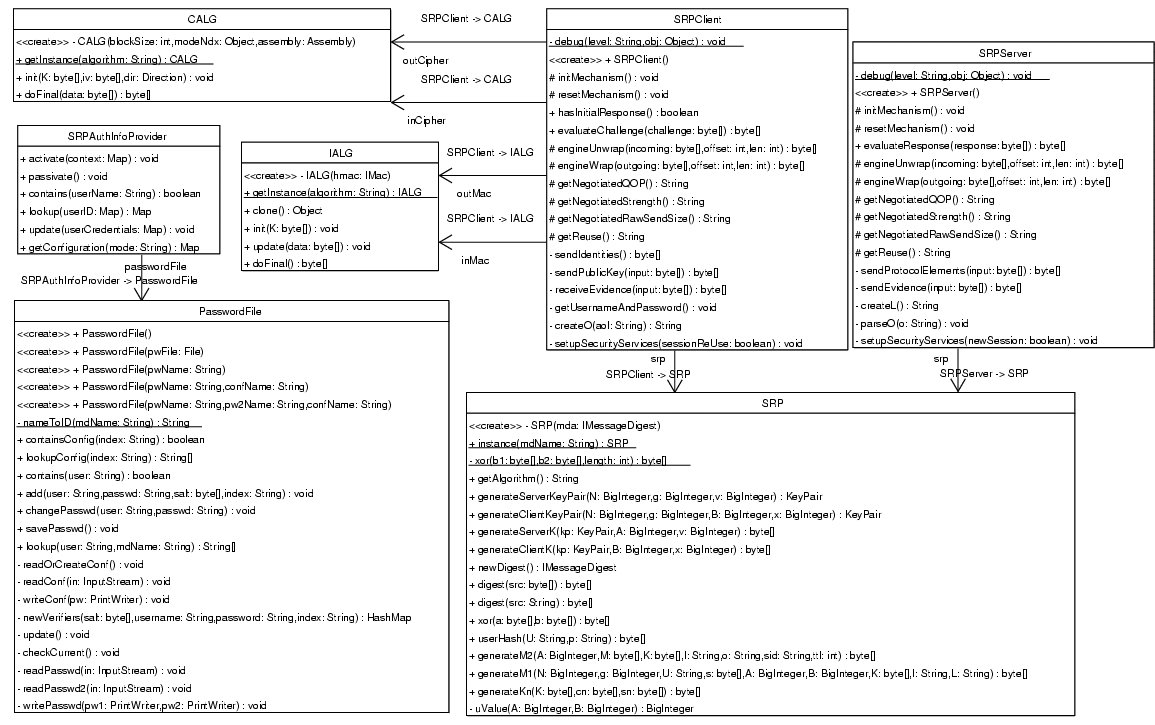 CALG
<<create>> - CALG(blockSize: int,modeNdx: Object,assembly: Assembly)
+ getInstance(algorithm: String) : CALG
+ init(K: byte[],iv: byte[],dir: Direction) : void
+ doFinal(data: byte[]) : byte[]
SRPClient -> CALG
outCipher
SRPClient -> CALG
inCipher
SRPClient
- debug(level: String,obj: Object) : void
<<create>> + SRPClient()
# initMechanism() : void
# resetMechanism() : void
+ hasInitialResponse() : boolean
+ evaluateChallenge(challenge: byte[]) : byte[]
# engineUnwrap(incoming: byte[],offset: int,len: int) : byte[]
# engineWrap(outgoing: byte[],offset: int,len: int) : byte[]
# getNegotiatedQOP() : String
# getNegotiatedStrength() : String
# getNegotiatedRawSendSize() : String
# getReuse() : String
- sendIdentities() : byte[]
- sendPublicKey(input: byte[]) : byte[]
- receiveEvidence(input: byte[]) : byte[]
- getUsernameAndPassword() : void
- createO(aol: String) : String
- setupSecurityServices(sessionReUse: boolean) : void
SRPServer
- debug(level: String,obj: Object) : void
<<create>> + SRPServer()
# initMechanism() : void
# resetMechanism() : void
+ evaluateResponse(response: byte[]) : byte[]
# engineUnwrap(incoming: byte[],offset: int,len: int) : byte[]
# engineWrap(outgoing: byte[],offset: int,len: int) : byte[]
# getNegotiatedQOP() : String
# getNegotiatedStrength() : String
# getNegotiatedRawSendSize() : String
# getReuse() : String
- sendProtocolElements(input: byte[]) : byte[]
- sendEvidence(input: byte[]) : byte[]
- createL() : String
- parseO(o: String) : void
- setupSecurityServices(newSession: boolean) : void
SRPAuthInfoProvider
+ activate(context: Map) : void
+ passivate() : void
+ contains(userName: String) : boolean
+ lookup(userID: Map) : Map
+ update(userCredentials: Map) : void
+ getConfiguration(mode: String) : Map
passwordFile
SRPAuthInfoProvider -> PasswordFile
IALG
<<create>> - IALG(hmac: IMac)
+ getInstance(algorithm: String) : IALG
+ clone() : Object
+ init(K: byte[]) : void
+ update(data: byte[]) : void
+ doFinal() : byte[]
SRPClient -> IALG
outMac
SRPClient -> IALG
inMac
PasswordFile
<<create>> + PasswordFile()
<<create>> + PasswordFile(pwFile: File)
<<create>> + PasswordFile(pwName: String)
<<create>> + PasswordFile(pwName: String,confName: String)
<<create>> + PasswordFile(pwName: String,pw2Name: String,confName: String)
- nameToID(mdName: String) : String
+ containsConfig(index: String) : boolean
+ lookupConfig(index: String) : String[]
+ contains(user: String) : boolean
+ add(user: String,passwd: String,salt: byte[],index: String) : void
+ changePasswd(user: String,passwd: String) : void
+ savePasswd() : void
+ lookup(user: String,mdName: String) : String[]
- readOrCreateConf() : void
- readConf(in: InputStream) : void
- writeConf(pw: PrintWriter) : void
- newVerifiers(salt: byte[],username: String,password: String,index: String) : HashMap
- update() : void
- checkCurrent() : void
- readPasswd(in: InputStream) : void
- readPasswd2(in: InputStream) : void
- writePasswd(pw1: PrintWriter,pw2: PrintWriter) : void
srp
SRPClient -> SRP
srp
SRPServer -> SRP
SRP
<<create>> - SRP(mda: IMessageDigest)
+ instance(mdName: String) : SRP
- xor(b1: byte[],b2: byte[],length: int) : byte[]
+ getAlgorithm() : String
+ generateServerKeyPair(N: BigInteger,g: BigInteger,v: BigInteger) : KeyPair
+ generateClientKeyPair(N: BigInteger,g: BigInteger,B: BigInteger,x: BigInteger) : KeyPair
+ generateServerK(kp: KeyPair,A: BigInteger,v: BigInteger) : byte[]
+ generateClientK(kp: KeyPair,B: BigInteger,x: BigInteger) : byte[]
+ newDigest() : IMessageDigest
+ digest(src: byte[]) : byte[]
+ digest(src: String) : byte[]
+ xor(a: byte[],b: byte[]) : byte[]
+ userHash(U: String,p: String) : byte[]
+ generateM2(A: BigInteger,M: byte[],K: byte[],I: String,o: String,sid: String,ttl: int) : byte[]
+ generateM1(N: BigInteger,g: BigInteger,U: String,s: byte[],A: BigInteger,B: BigInteger,K: byte[],I: String,L: String) : byte[]
+ generateKn(K: byte[],cn: byte[],sn: byte[]) : byte[]
- uValue(A: BigInteger,B: BigInteger) : BigInteger